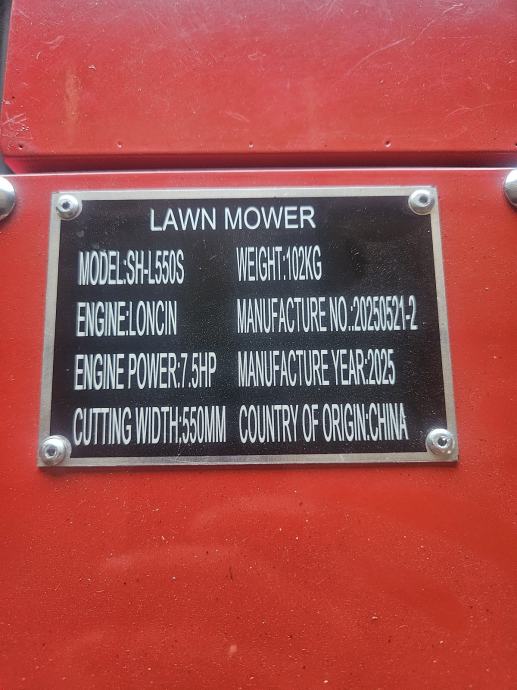 LAWN MOWER
MODEL:SH-L550S WEIGHT:102KG
ENGINE:LONCIN MANUFACTURE NO.:20250521-2
ENGINE POWER:7.5HP MANUFACTURE YEAR:2025
CUTTING WIDTH:550MM COUNTRY OF ORIGIN:CHINA